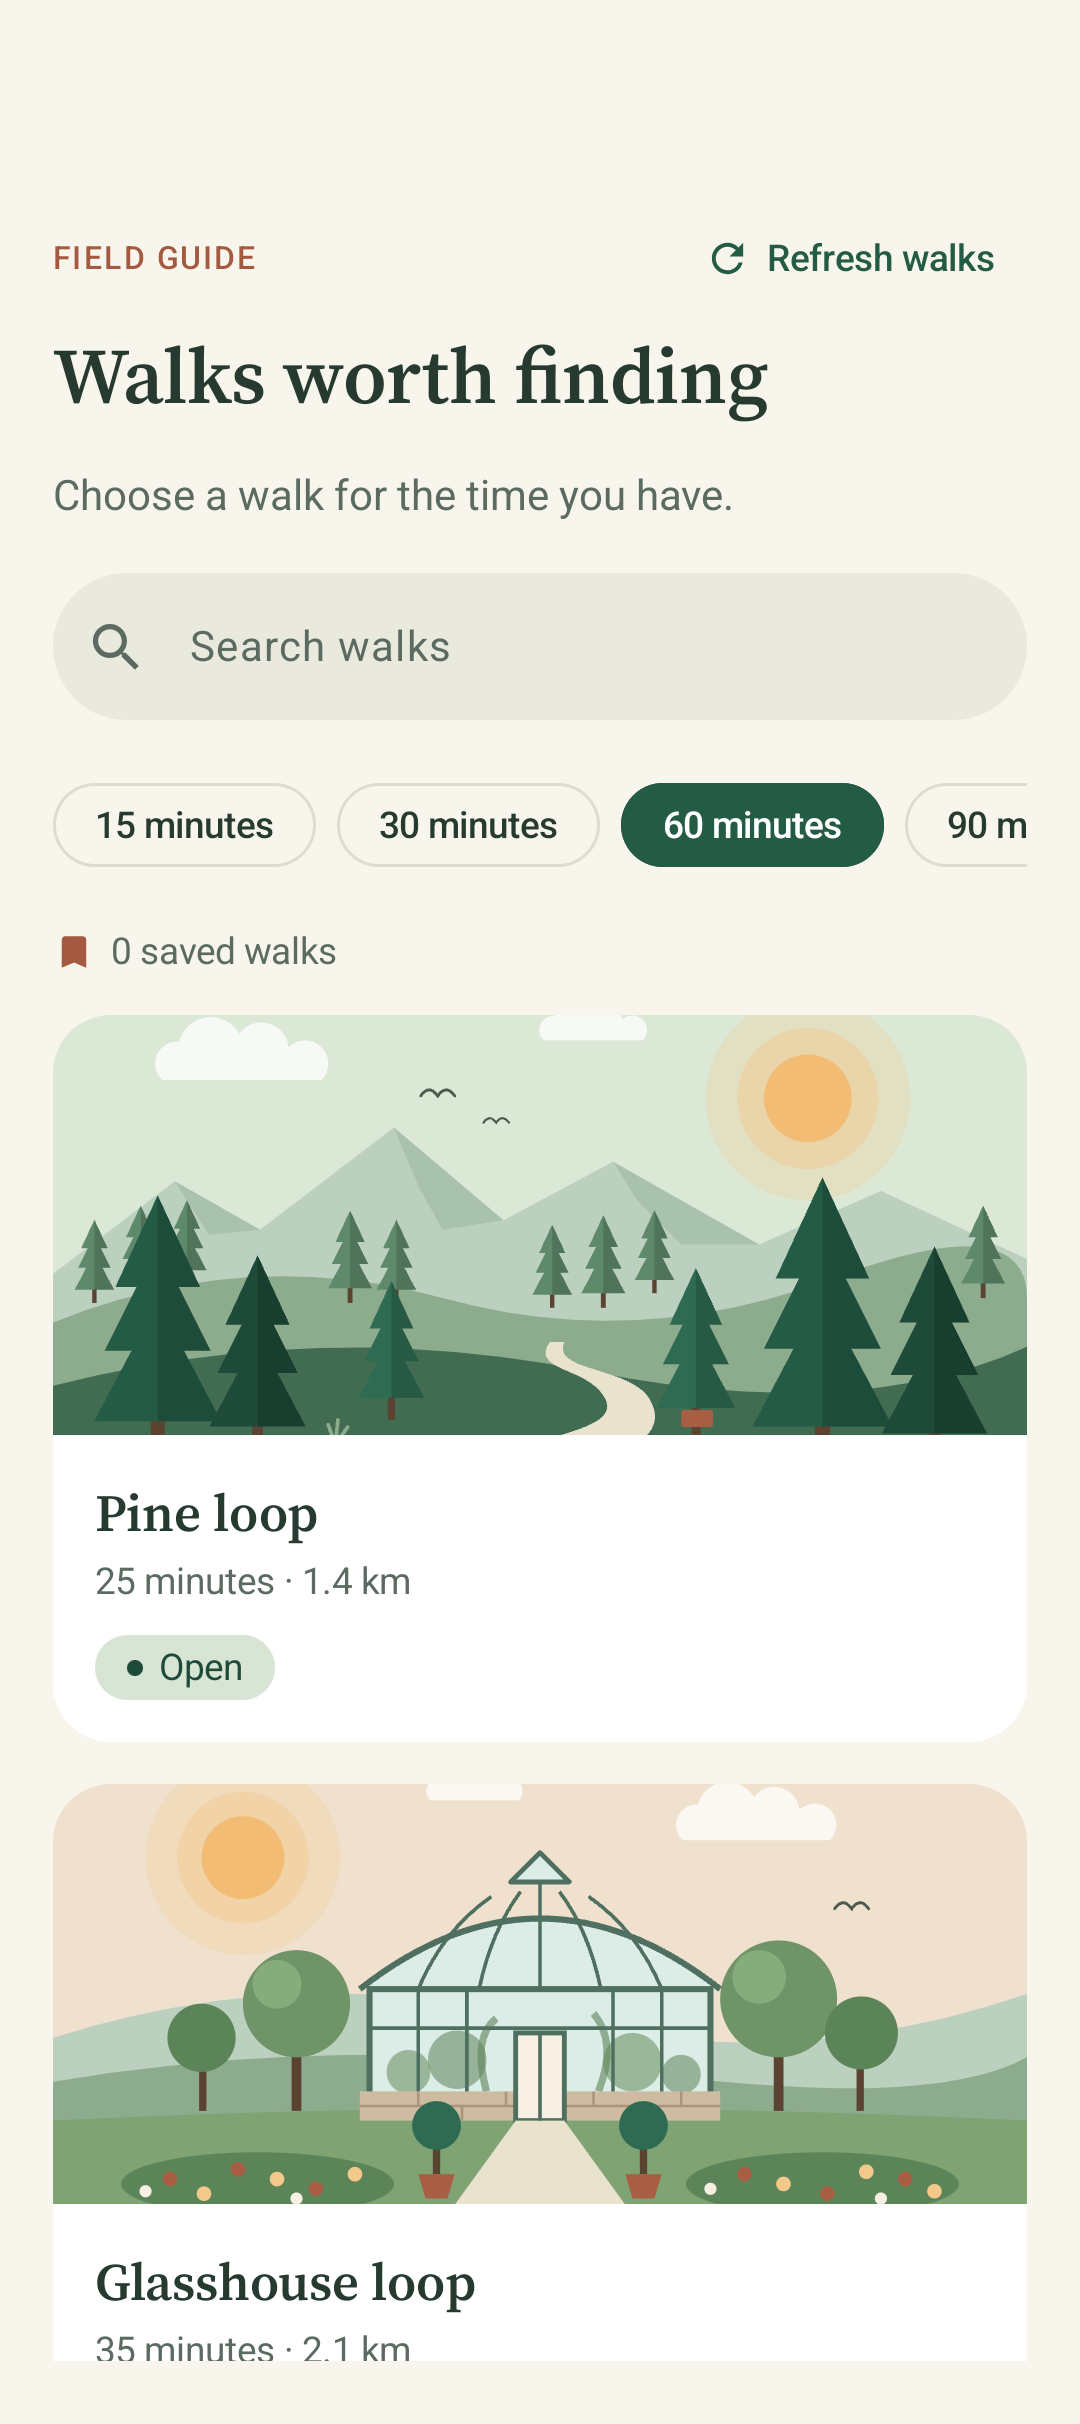 FIELD GUIDE
Refresh walks
Walks worth finding
Choose a walk for the time you have.
Search walks
15 minutes
30 minutes
60 minutes
90 m
0 saved walks
Pine loop
25 minutes · 1.4 km
Open
Glasshouse loop
35 minutes · 2.1 km